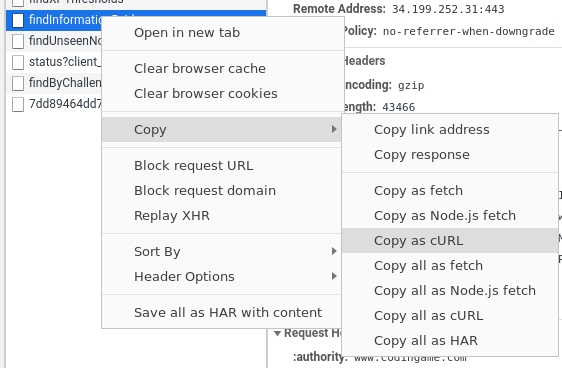 Remote Address: 34.199.252.31:443
findInformation
Open in new tab
Policy: no-referrer-when-downgrade
findUnseenNo
status?client_
Clear browser cache
Headers
findByChallen
Clear browser cookies
ncoding: gzip
7dd89464dd7
ngth: 43466
Copy
Copy link address
Copy response
Block request URL
Block request domain
Copy as fetch
Replay XHR
Copy as Node.js fetch
Copy as cURL
Sort By
Copy all as fetch
Header Options
Copy all as Node.js fetch
Save all as HAR with content
Copy all as cURL
Request He
Copy all as HAR
:authority: www.codingame.com